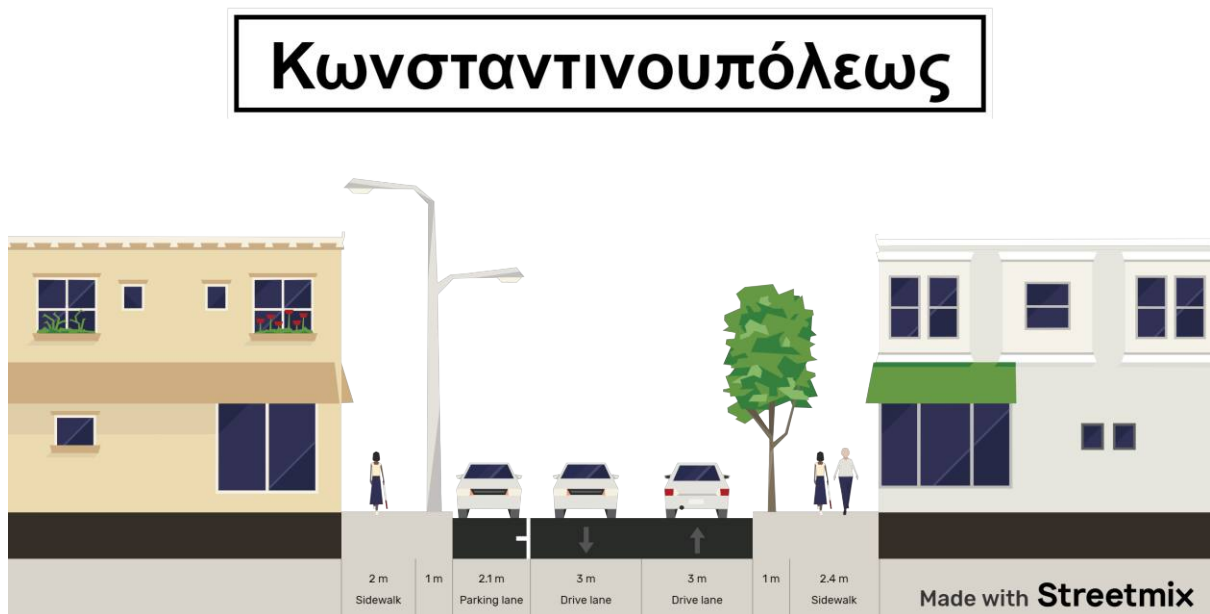 Κωνσταντινουπόλεως
2 m 1 m 2.1 m 3 m 3 m 1 m 2.4 m
Sidewalk Parking lane Drive lane Drive lane Sidewalk
Made with Streetmix